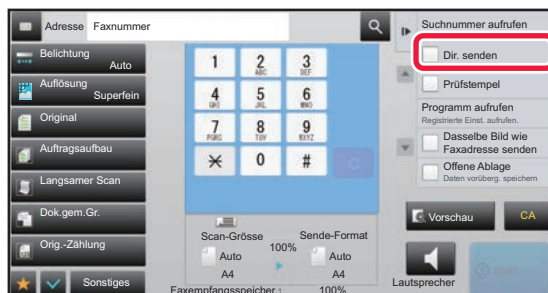 Adresse Faxnummer
Belichtung
Auto
Auflösung
Superfein
Original
Auftragsaufbau
Langsamer Scan
Dok.gem.Gr.
Orig.-Zählung
Sonstiges
1
2
ABC
3
DEF
4
GHI
5
JKL
6
MNO
7
PQRS
8
TUV
9
WXYZ
0
#
C
Scan-Grösse
Auto
A4
100%
Sende-Format
Auto
A4
Faxempfangsspeicher : 100%
Suchnummer aufrufen
Dir. senden
Prüfstempel
Programm aufrufen
Registrierte Einst. aufrufen.
Dasselbe Bild wie
Faxadresse senden
Offene Ablage
Daten vorüberg. speichern
Vorschau
CA
Lautsprecher
Start